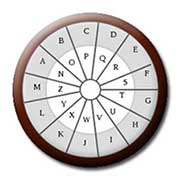 A B C D E F G H I J K L M
N O P Q R S T U V W X Y Z